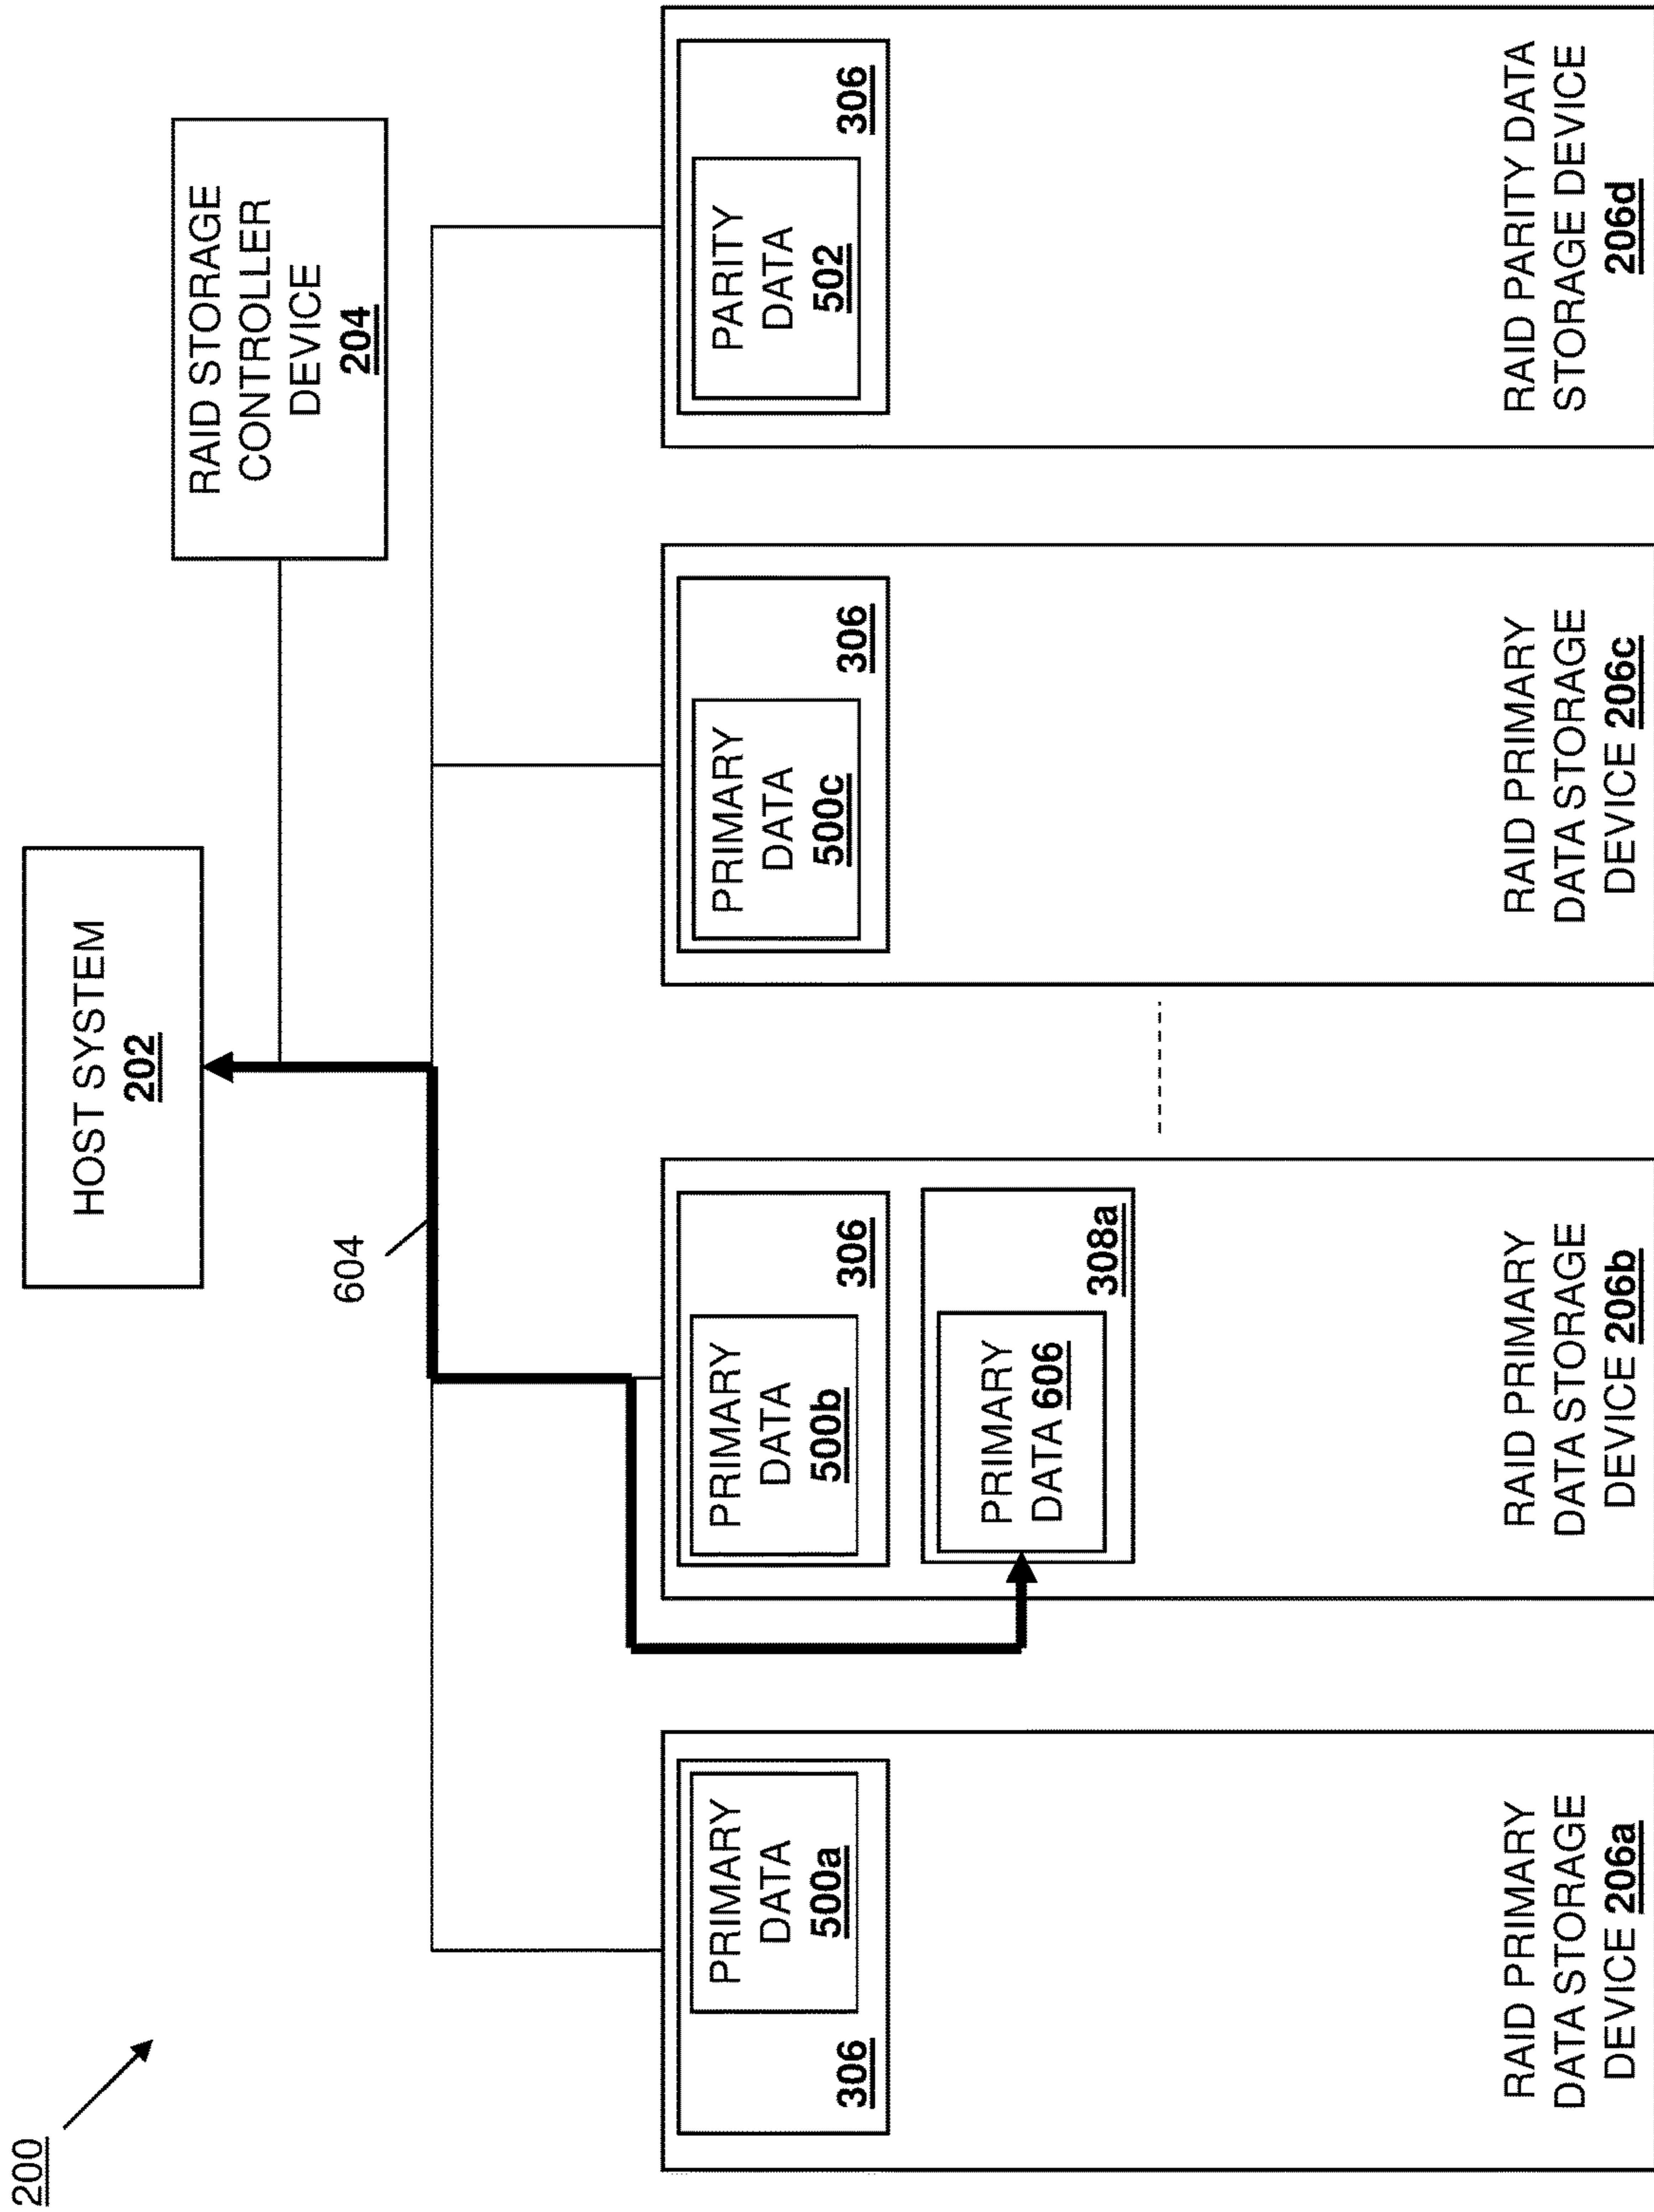 200
HOST SYSTEM
202
RAID STORAGE
CONTROLLER
DEVICE
204
604
306
PRIMARY
DATA
500a
RAID PRIMARY
DATA STORAGE
DEVICE 206a
PRIMARY
DATA
500b
306
PRIMARY
DATA 606
308a
RAID PRIMARY
DATA STORAGE
DEVICE 206b
PRIMARY
DATA
500c
306
RAID PRIMARY
DATA STORAGE
DEVICE 206c
PARITY
DATA
502
306
RAID PARITY DATA
STORAGE DEVICE
206d